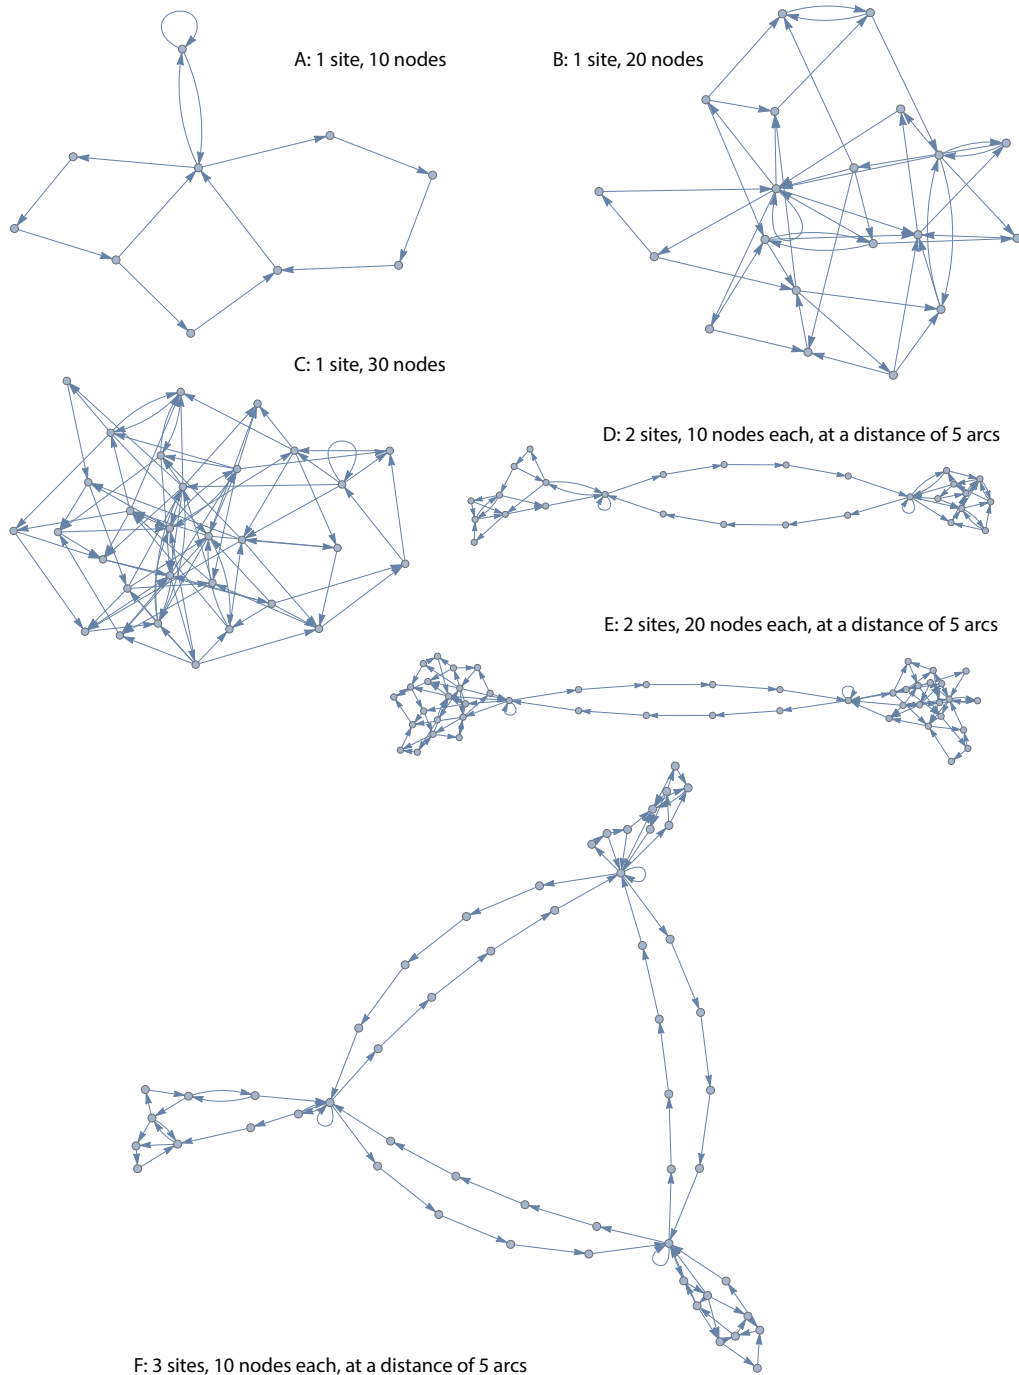 A: 1 site, 10 nodes
B: 1 site, 20 nodes
C: 1 site, 30 nodes
D: 2 sites, 10 nodes each, at a distance of 5 arcs
E: 2 sites, 20 nodes each, at a distance of 5 arcs
F: 3 sites, 10 nodes each, at a distance of 5 arcs